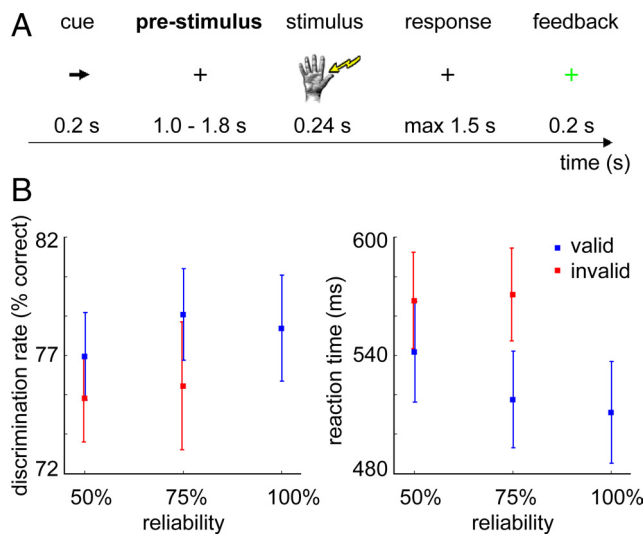 A
cue pre-stimulus stimulus response feedback
0.2 s 1.0 - 1.8 s 0.24 s max 1.5 s 0.2 s
time (s)
B
discrimination rate (% correct)
82
77
72
50% 75% 100%
reliability
reaction time (ms)
600
540
480
valid
invalid
50% 75% 100%
reliability